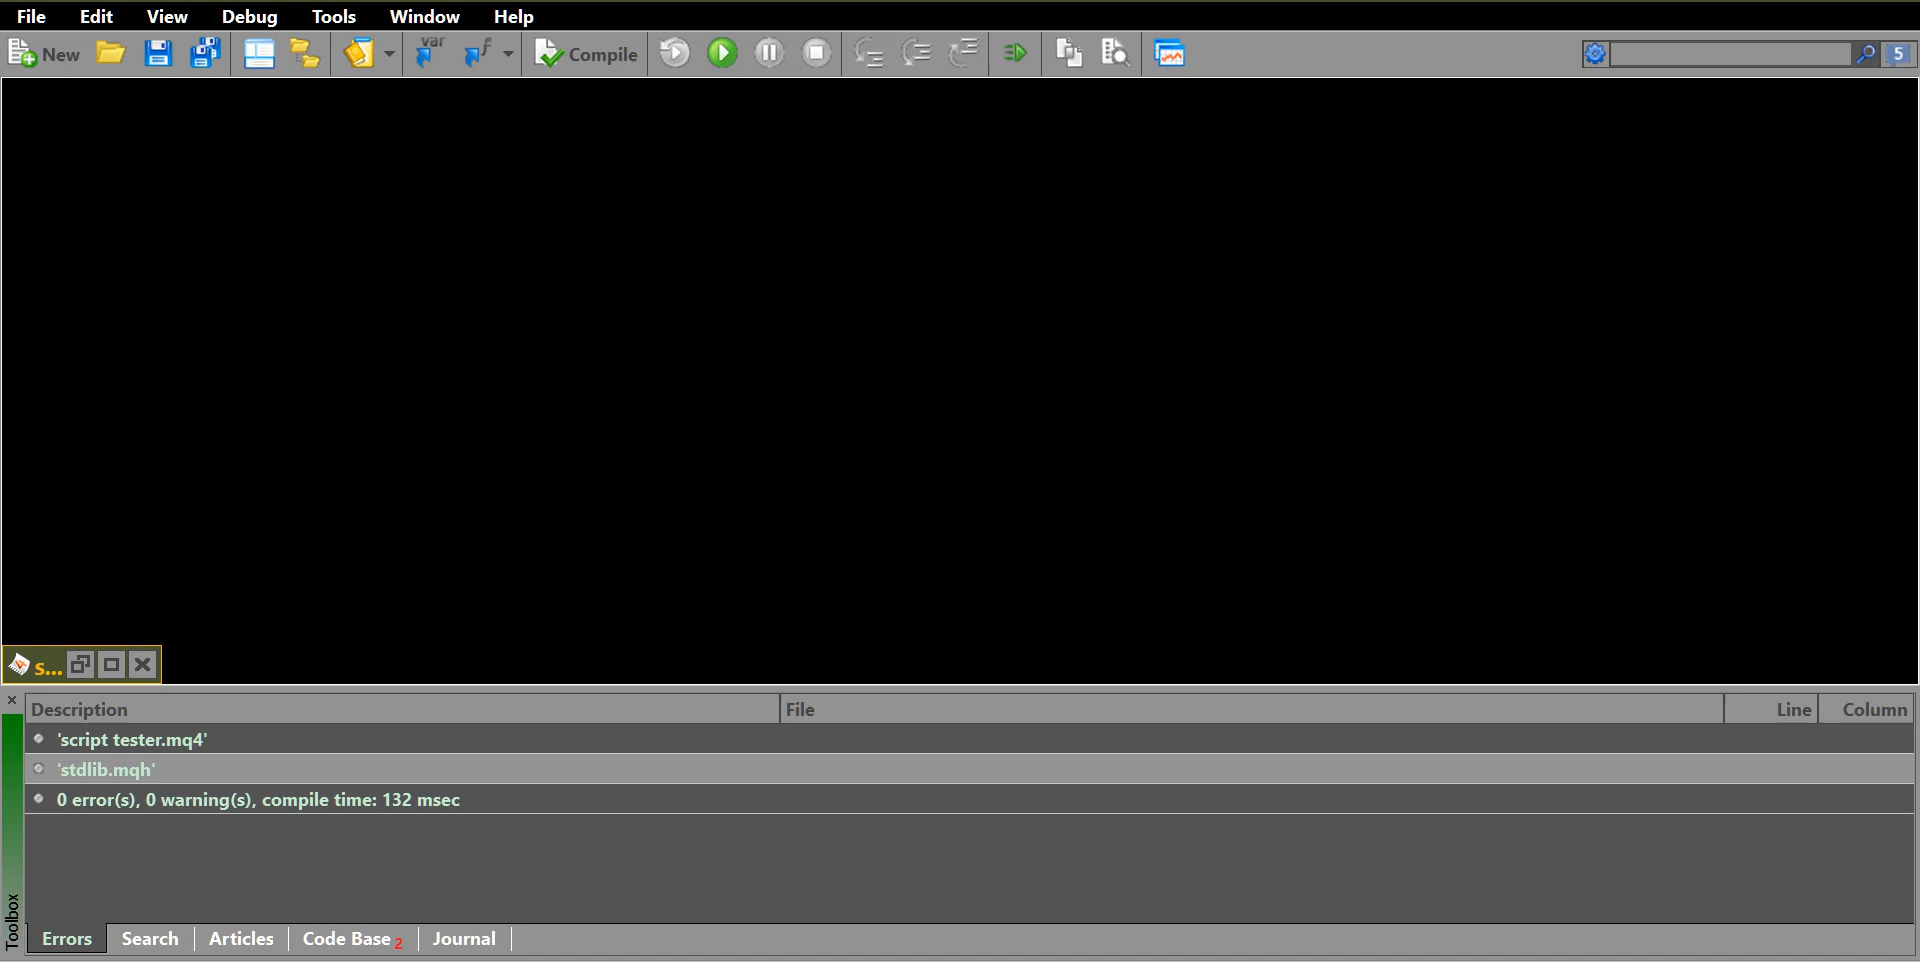 File Edit View Debug Tools Window Help
New var f Compile 5
s...
Description File Line Column
'script tester.mq4'
'stdlib.mqh'
0 error(s), 0 warning(s), compile time: 132 msec
Toolbox
Errors Search Articles Code Base 2 Journal